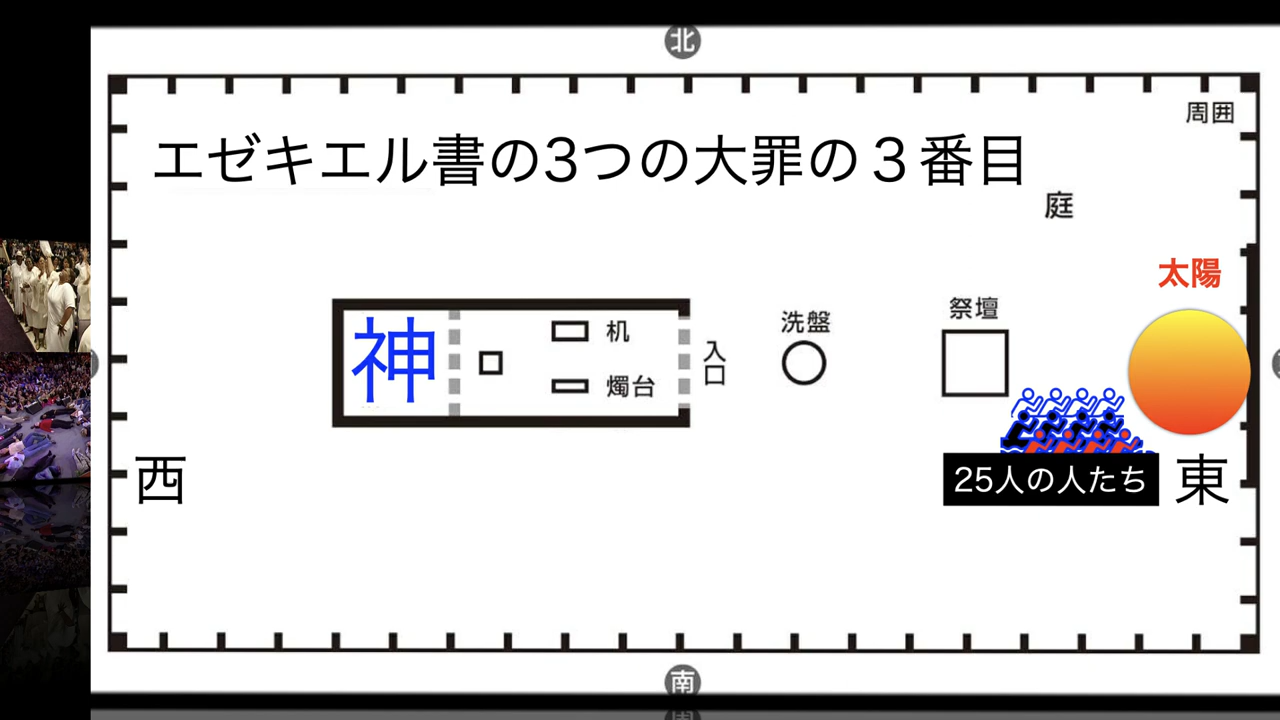 北
周囲
エゼキエル書の3つの大罪の３番目
庭
太陽
祭壇
洗盤
神
机
入口
燭台
西
25人の人たち
東
南